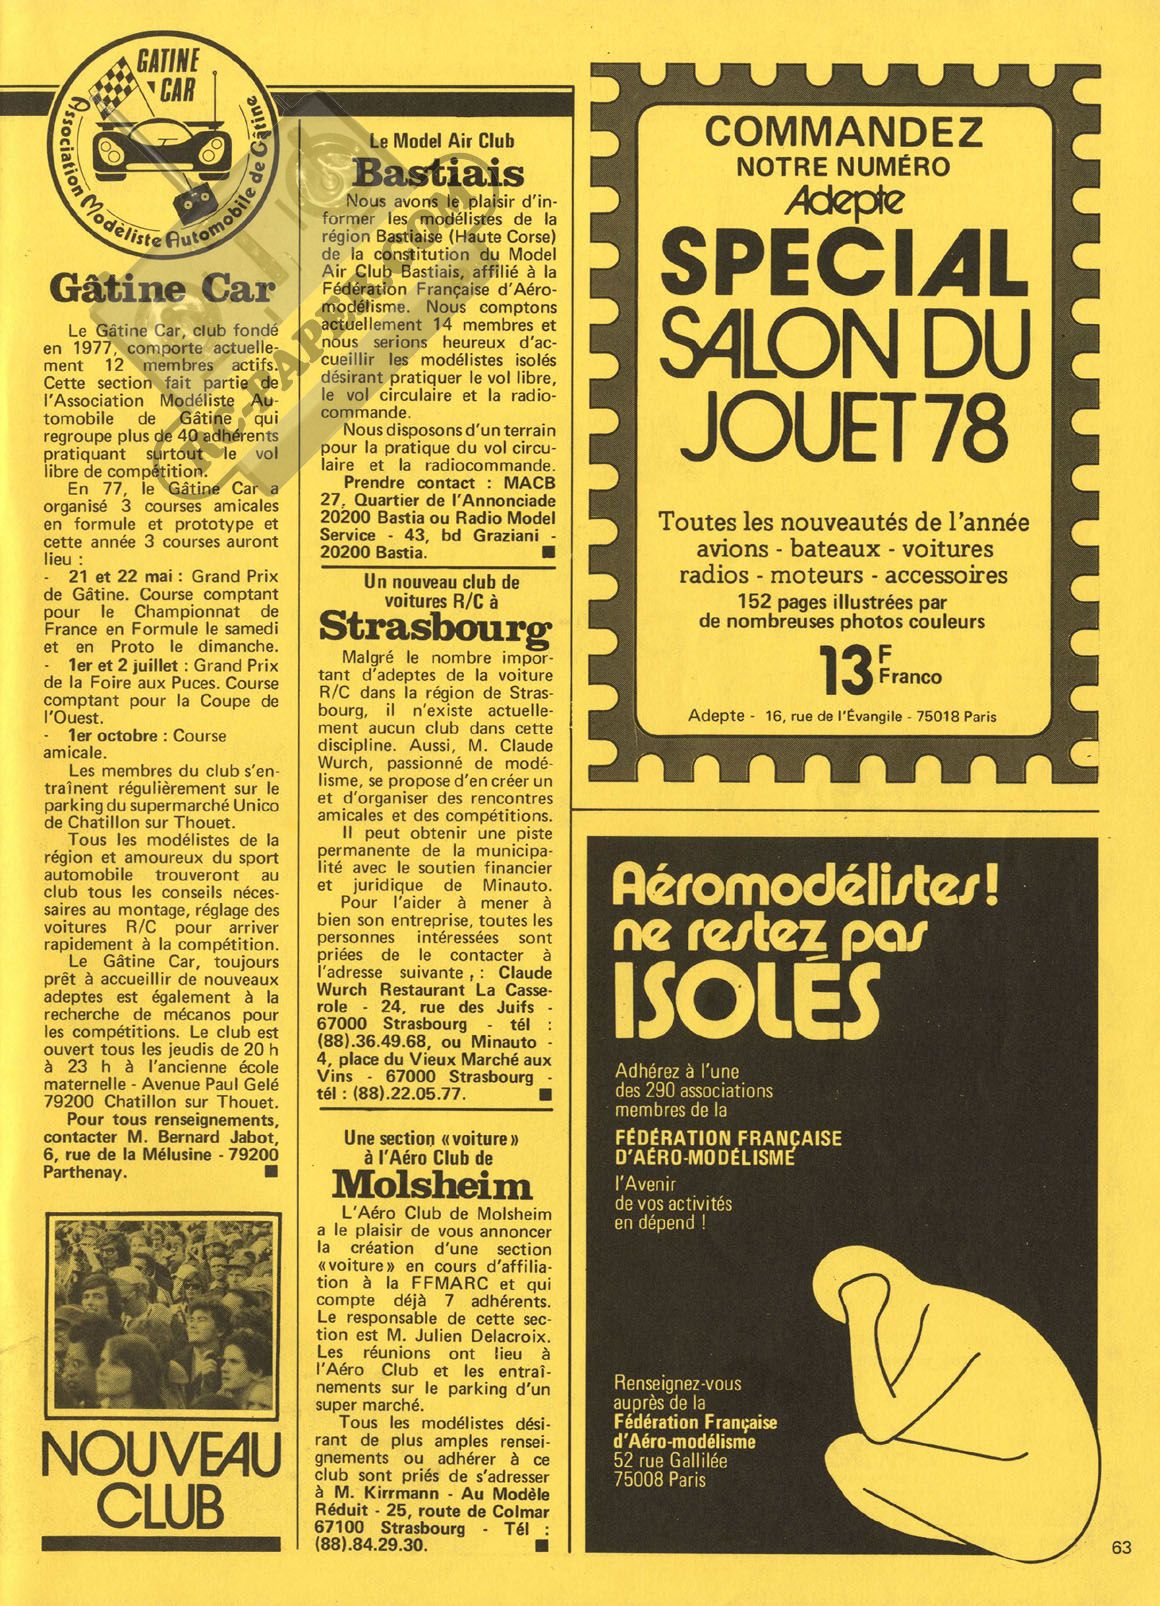 GATINE
CAR
Association Modéliste Automobile de Gâtine
Gâtine Car
Le Gâtine Car, club fondé
en 1977, comporte actuelle-
ment 12 membres actifs.
Cette section fait partie de
l'Association Modéliste Au-
tomobile de Gâtine qui
regroupe plus de 40 adhérents
pratiquant surtout le vol
libre de compétition.
En 77, le Gâtine Car a
organisé 3 courses amicales
en formule et prototype et
cette année 3 courses auront
lieu :
- 21 et 22 mai : Grand Prix
de Gâtine. Course comptant
pour le Championnat de
France en Formule le samedi
et en Proto le dimanche.
- 1er et 2 juillet : Grand Prix
de la Foire aux Puces. Course
comptant pour la Coupe de
l'Ouest.
- 1er octobre : Course
amicale.
Les membres du club s'en-
traînent régulièrement sur le
parking du supermarché Unico
de Chatillon sur Thouet.
Tous les modélistes de la
région et amoureux du sport
automobile trouveront au
club tous les conseils néces-
saires au montage, réglage des
voitures R/C pour arriver
rapidement à la compétition.
Le Gâtine Car, toujours
prêt à accueillir de nouveaux
adeptes est également à la
recherche de mécanos pour
les compétitions. Le club est
ouvert tous les jeudis de 20 h
à 23 h à l'ancienne école
maternelle - Avenue Paul Gelé
79200 Chatillon sur Thouet.
Pour tous renseignements,
contacter M. Bernard Jabot,
6, rue de la Mélusine - 79200
Parthenay.
NOUVEAU
CLUB
Le Model Air Club
Bastiais
Nous avons le plaisir d'in-
former les modélistes de la
région Bastiaise (Haute Corse)
de la constitution du Model
Air Club Bastiais, affilié à la
Fédération Française d'Aéro-
modélisme. Nous comptons
actuellement 14 membres et
nous serions heureux d'ac-
cueillir les modélistes isolés
désirant pratiquer le vol libre,
le vol circulaire et la radio-
commande.
Nous disposons d'un terrain
pour la pratique du vol circu-
laire et la radiocommande.
Prendre contact : MACB
27, Quartier de l'Annonciade
20200 Bastia ou Radio Model
Service - 43, bd Graziani -
20200 Bastia.
Un nouveau club de
voitures R/C à
Strasbourg
Malgré le nombre impor-
tant d'adeptes de la voiture
R/C dans la région de Stras-
bourg, il n'existe actuelle-
ment aucun club dans cette
discipline. Aussi, M. Claude
Wurch, passionné de modé-
lisme, se propose d'en créer un
et d'organiser des rencontres
amicales et des compétitions.
Il peut obtenir une piste
permanente de la municipa-
lité avec le soutien financier
et juridique de Minauto.
Pour l'aider à mener à
bien son entreprise, toutes les
personnes intéressées sont
priées de le contacter à
l'adresse suivante , : Claude
Wurch Restaurant La Casse-
role - 24, rue des Juifs -
67000 Strasbourg - tél :
(88).36.49.68, ou Minauto -
4, place du Vieux Marché aux
Vins - 67000 Strasbourg -
tél : (88).22.05.77.
Une section «voiture»
à l'Aéro Club de
Molsheim
L'Aéro Club de Molsheim
a le plaisir de vous annoncer
la création d'une section
«voiture» en cours d'affilia-
tion à la FFMARC et qui
compte déjà 7 adhérents.
Le responsable de cette sec-
tion est M. Julien Delacroix.
Les réunions ont lieu à
l'Aéro Club et les entraî-
nements sur le parking d'un
super marché.
Tous les modélistes dési-
rant de plus amples rensei-
gnements ou adhérer à ce
club sont priés de s'adresser
à M. Kirrmann - Au Modèle
Réduit - 25, route de Colmar
67100 Strasbourg - Tél :
(88).84.29.30.
RC-PAPER.COM
COMMANDEZ
NOTRE NUMÉRO
Adepte
SPECIAL
SALON DU
JOUET 78
Toutes les nouveautés de l'année
avions - bateaux - voitures
radios - moteurs - accessoires
152 pages illustrées par
de nombreuses photos couleurs
13 F
Franco
Adepte - 16, rue de l'Évangile - 75018 Paris
Aéromodélistes!
ne restez pas
ISOLÉS
Adhérez à l'une
des 290 associations
membres de la
FÉDÉRATION FRANÇAISE
D'AÉRO-MODÉLISME
l'Avenir
de vos activités
en dépend !
Renseignez-vous
auprès de la
Fédération Française
d'Aéro-modélisme
52 rue Gallilée
75008 Paris
63